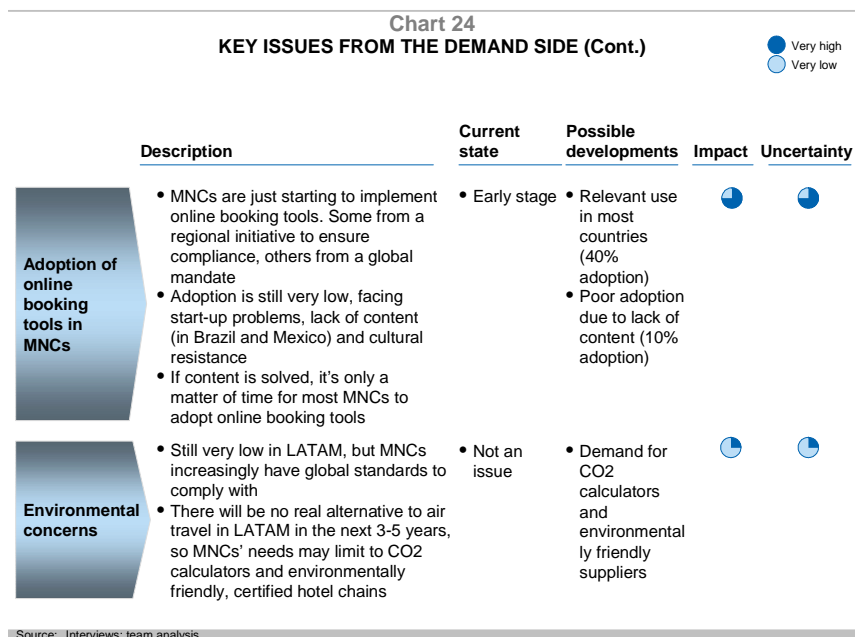 Chart 24
KEY ISSUES FROM THE DEMAND SIDE (Cont.)
Very high
Very low
Description
Current
state
Possible
developments
Impact
Uncertainty
Adoption of
online
booking
tools in
MNCs
• MNCs are just starting to implement
online booking tools. Some from a
regional initiative to ensure
compliance, others from a global
mandate
• Adoption is still very low, facing
start-up problems, lack of content
(in Brazil and Mexico) and cultural
resistance
• If content is solved, it's only a
matter of time for most MNCs to
adopt online booking tools
• Early stage
• Relevant use
in most
countries
(40%
adoption)
• Poor adoption
due to lack of
content (10%
adoption)
Environmental
concerns
• Still very low in LATAM, but MNCs
increasingly have global standards to
comply with
• There will be no real alternative to air
travel in LATAM in the next 3-5 years,
so MNCs' needs may limit to CO2
calculators and environmentally
friendly, certified hotel chains
• Not an
issue
• Demand for
CO2
calculators
and
environmental
ly friendly
suppliers
Source: Interviews; team analysis